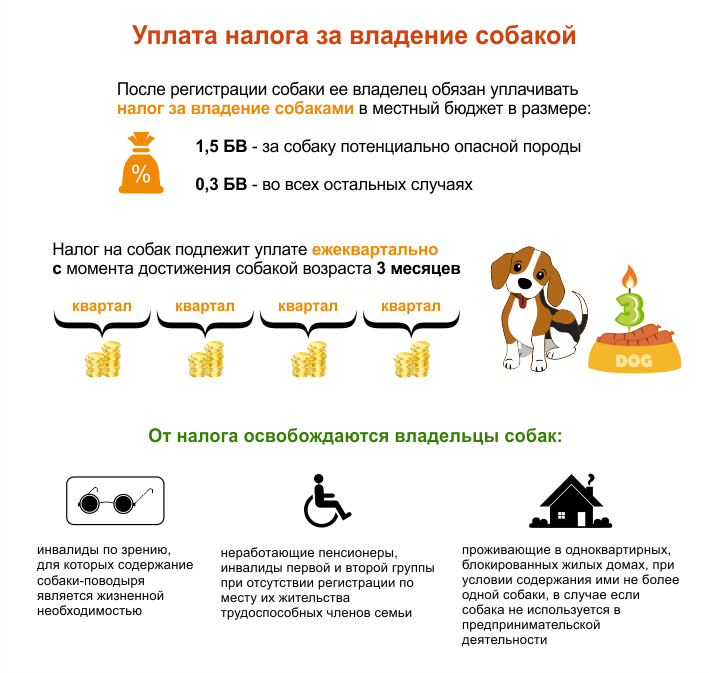 Уплата налога за владение собакой
После регистрации собаки ее владелец обязан уплачивать
налог за владение собаками в местный бюджет в размере:
%
1,5 БВ - за собаку потенциально опасной породы
0,3 БВ - во всех остальных случаях
Налог на собак подлежит уплате ежеквартально
с момента достижения собакой возраста 3 месяцев
квартал квартал квартал квартал
3
DOG
От налога освобождаются владельцы собак:
инвалиды по зрению,
для которых содержание
собаки-поводыря
является жизненной
необходимостью
неработающие пенсионеры,
инвалиды первой и второй группы
при отсутствии регистрации по
месту их жительства
трудоспособных членов семьи
проживающие в одноквартирных,
блокированных жилых домах, при
условии содержания ими не более
одной собаки, в случае если
собака не используется в
предпринимательской
деятельности